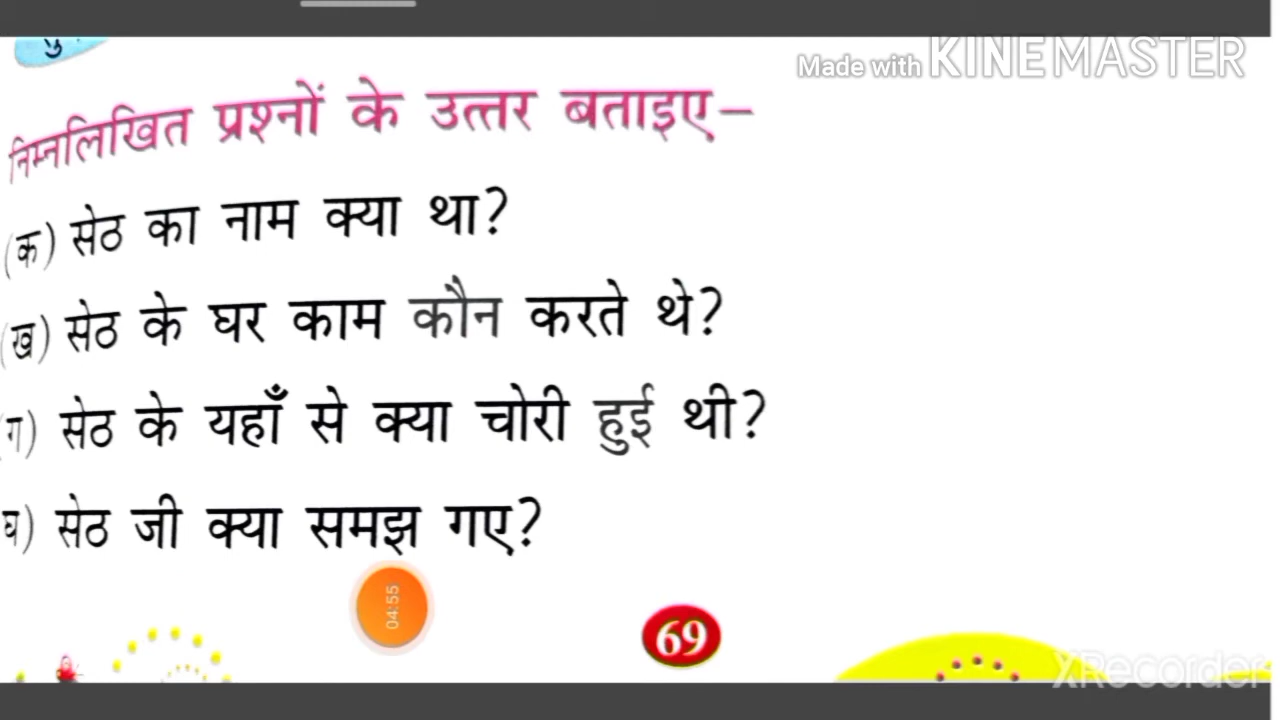 Made with KINEMASTER
निम्नलिखित प्रश्नों के उत्तर बताइए–
(क) सेठ का नाम क्या था?
(ख) सेठ के घर काम कौन करते थे?
(ग) सेठ के यहाँ से क्या चोरी हुई थी?
घ) सेठ जी क्या समझ गए?
04:55
69
XRecorder